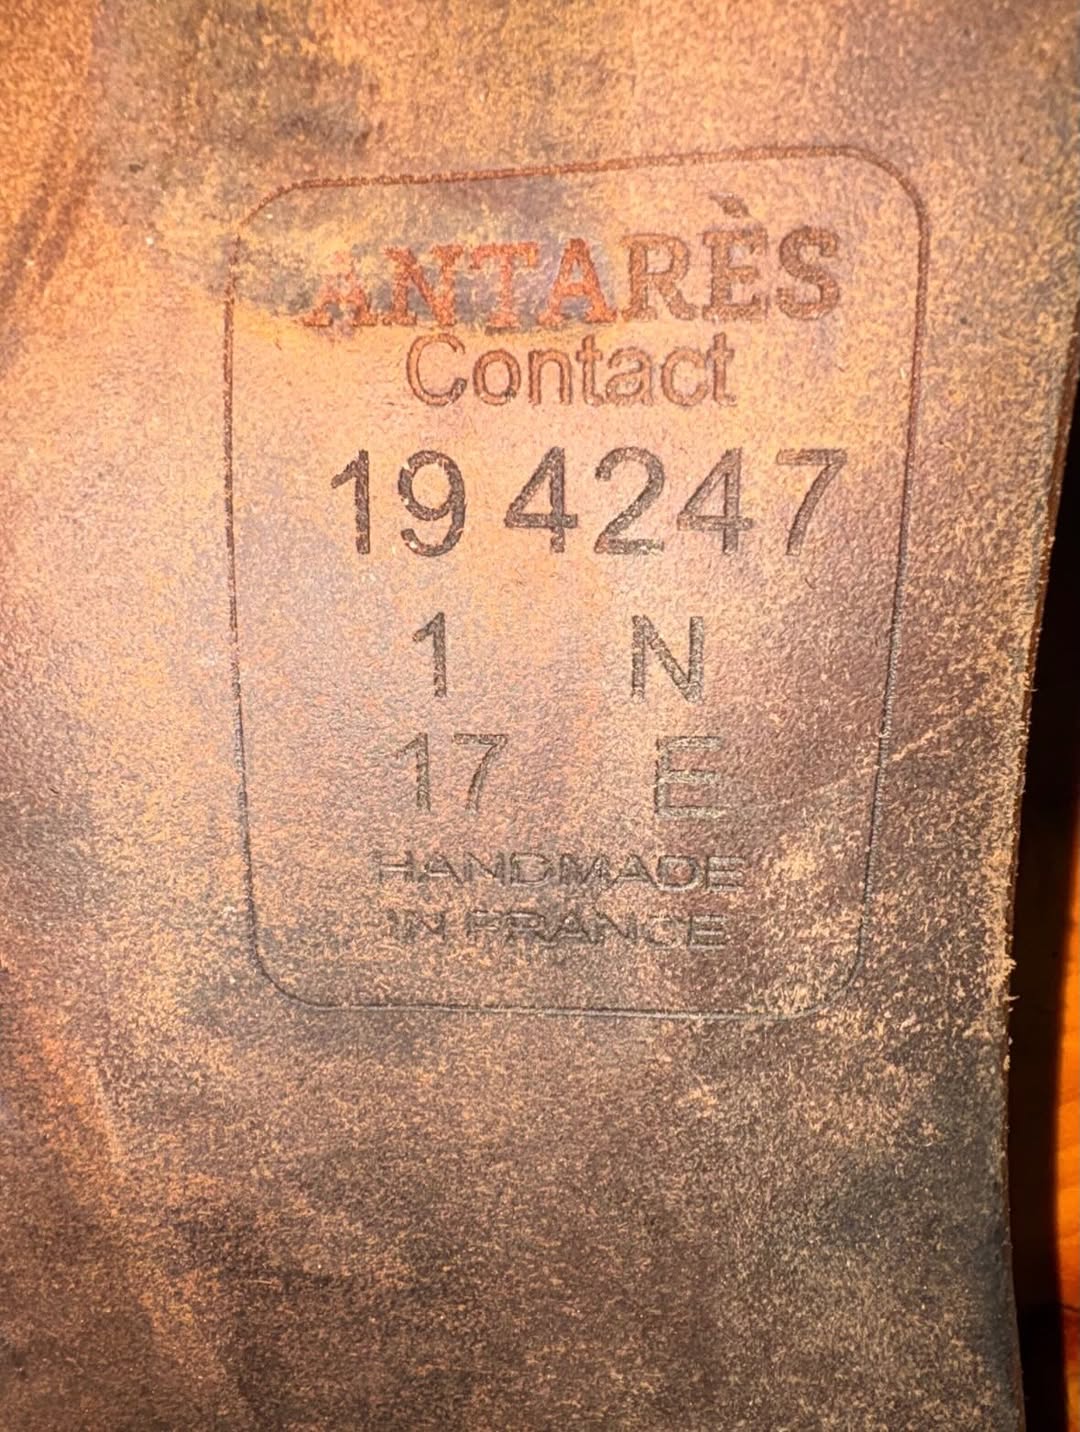 ANTARÈS
Contact
19 4247
1 N
17 E
HANDMADE
IN FRANCE